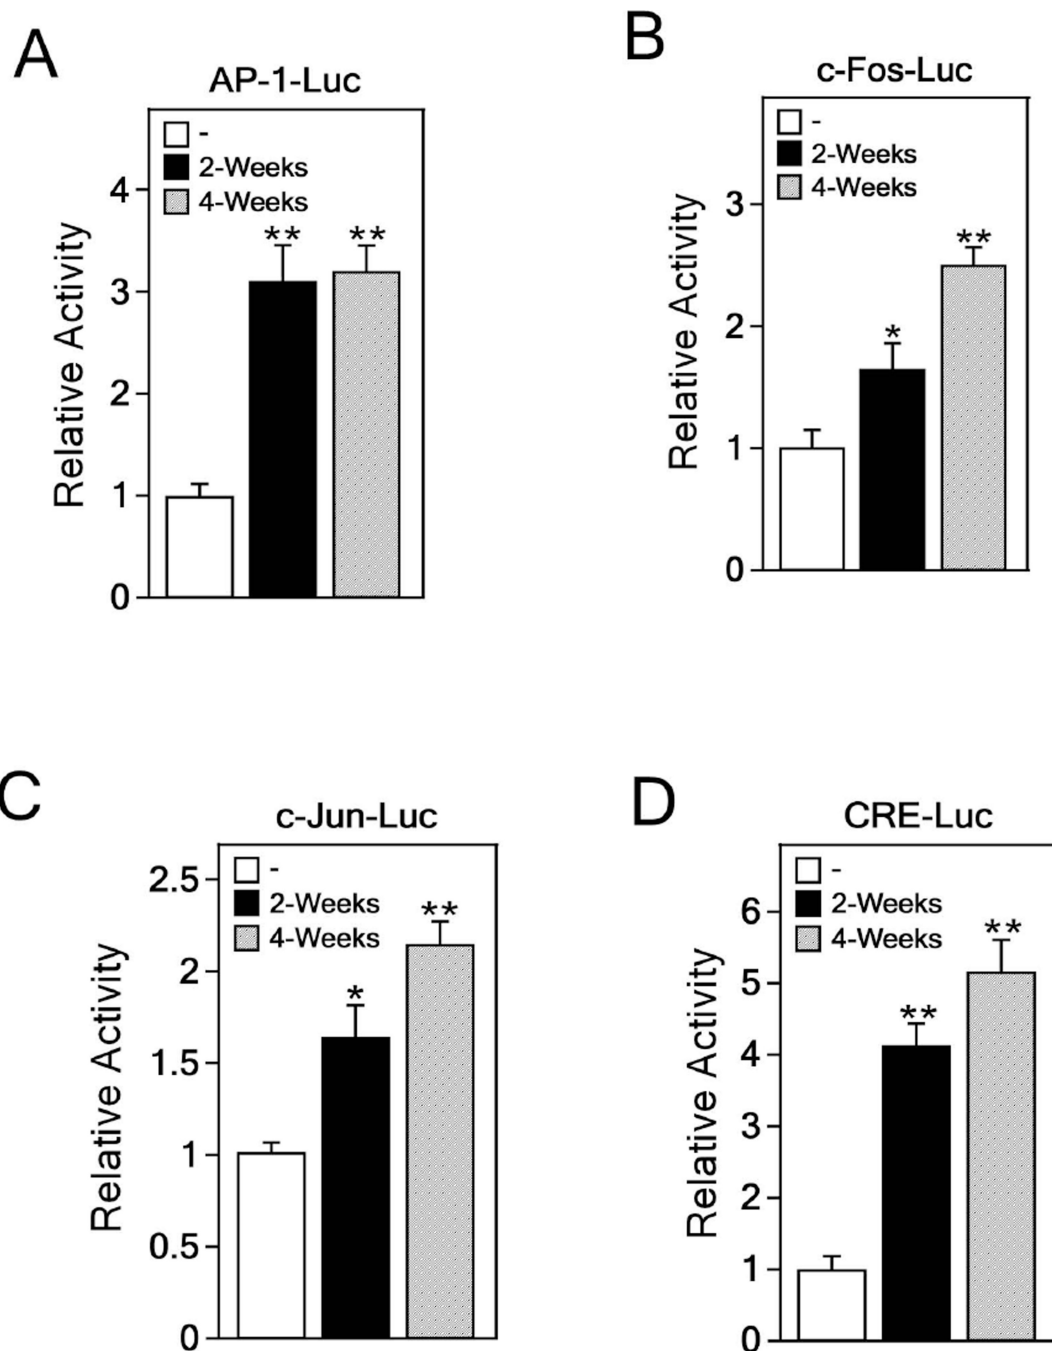 A
AP-1-Luc
-
2-Weeks
4-Weeks
** **
Relative Activity
4
3
2
1
0
B
c-Fos-Luc
-
2-Weeks
4-Weeks
**
*
Relative Activity
3
2
1
0
C
c-Jun-Luc
-
2-Weeks
4-Weeks
**
*
Relative Activity
2.5
2
1.5
1
0.5
0
D
CRE-Luc
-
2-Weeks
4-Weeks
**
**
Relative Activity
6
5
4
3
2
1
0